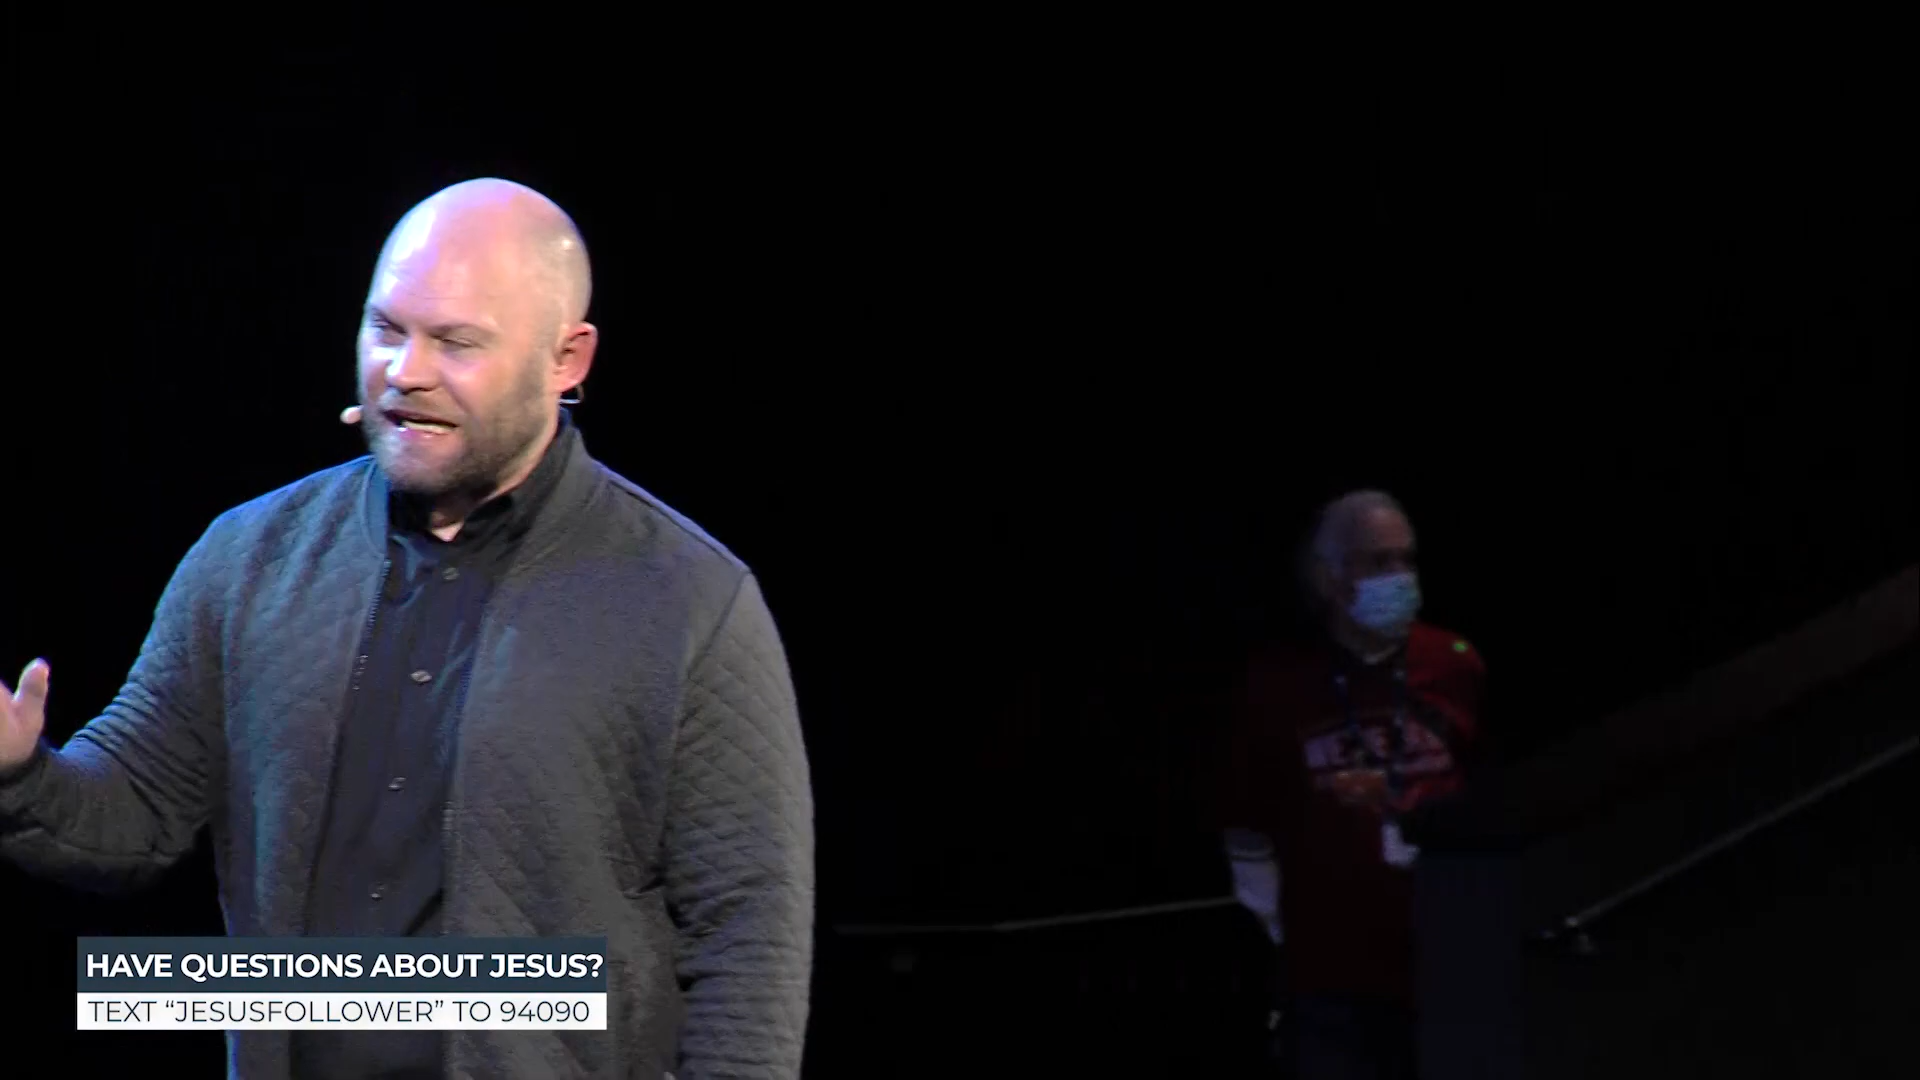 HAVE QUESTIONS ABOUT JESUS?
TEXT “JESUSFOLLOWER” TO 94090